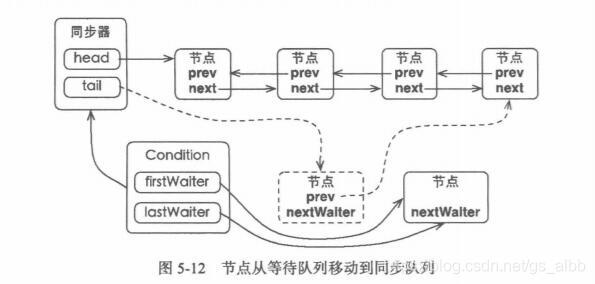 同步器
head
tail
节点
prev
next
节点
prev
next
节点
prev
next
节点
prev
next
Condition
firstWaiter
lastWaiter
节点
prev
nextWaiter
节点
nextWaiter
图 5-12 节点从等待队列移动到同步队列
blog.csdn.net/gs_albb